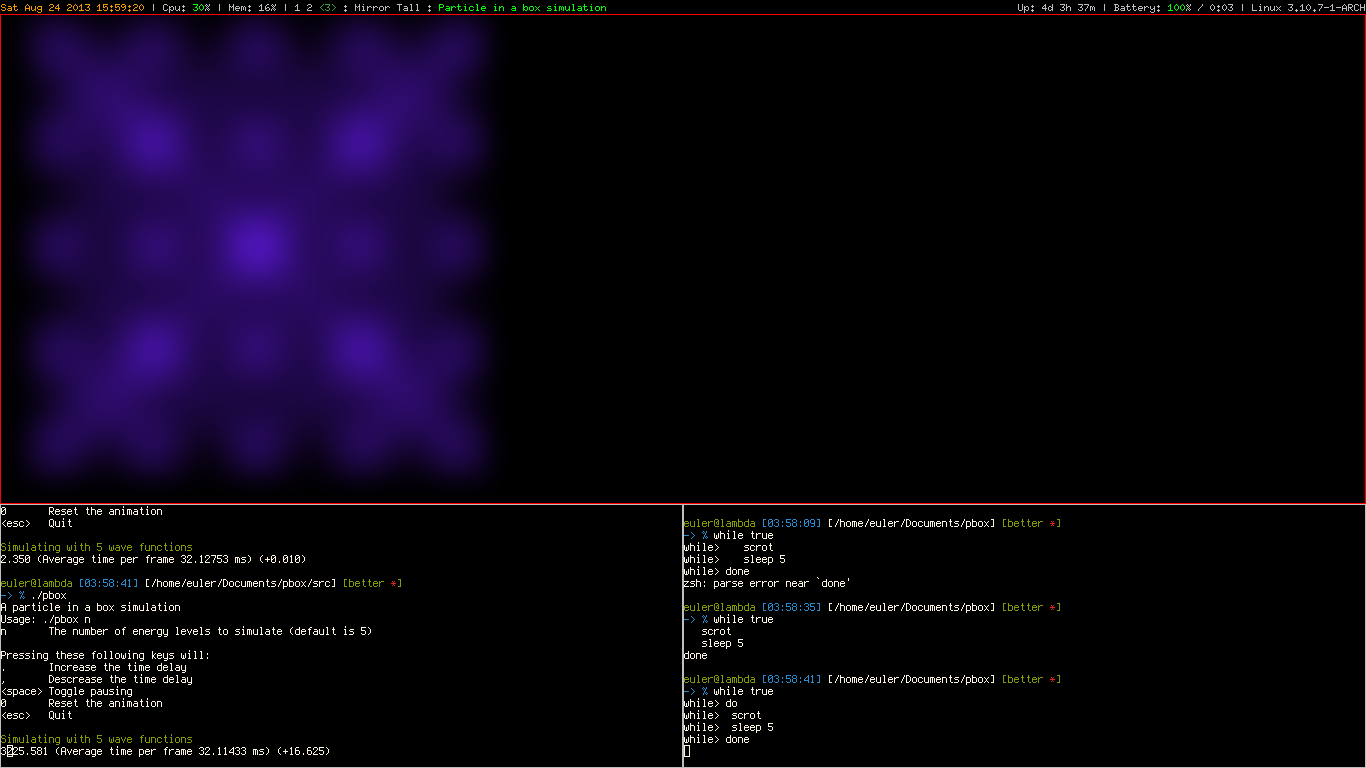 Sat Aug 24 2013 15:59:20 | Cpu: 30% | Mem: 16% | 1 2 <3> : Mirror Tall : Particle in a box simulation
Up: 4d 3h 37m | Battery: 100% / 0:03 | Linux 3.10.7-1-ARCH
0       Reset the animation
<esc>   Quit
Simulating with 5 wave functions
2.350 (Average time per frame 32.12753 ms) (+0.010)
euler@lambda [03:58:41] [/home/euler/Documents/pbox/src] [better *]
-> % ./pbox
A particle in a box simulation
Usage: ./pbox n
n       The number of energy levels to simulate (default is 5)
Pressing these following keys will:
.       Increase the time delay
,       Descrease the time delay
<space> Toggle pausing
0       Reset the animation
<esc>   Quit
Simulating with 5 wave functions
3225.581 (Average time per frame 32.11433 ms) (+16.625)
euler@lambda [03:58:09] [/home/euler/Documents/pbox] [better *]
-> % while true
while>    scrot
while>    sleep 5
while> done
zsh: parse error near `done'
euler@lambda [03:58:35] [/home/euler/Documents/pbox] [better *]
-> % while true
   scrot
   sleep 5
done
euler@lambda [03:58:41] [/home/euler/Documents/pbox] [better *]
-> % while true
while> do
while>  scrot
while>  sleep 5
while> done